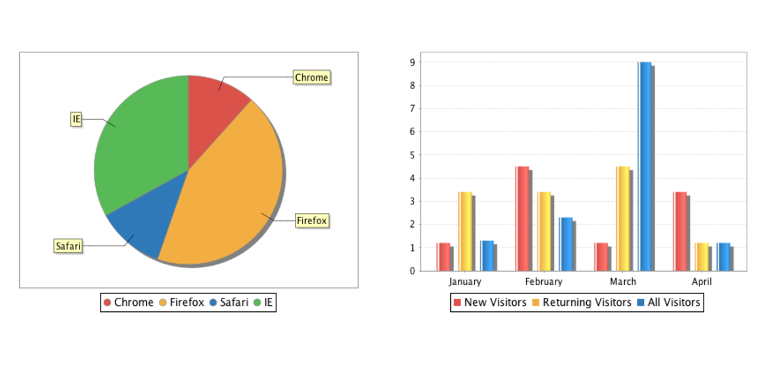 Chrome
IE
Firefox
Safari
Chrome Firefox Safari IE
9
8
7
6
5
4
3
2
1
0
January February March April
New Visitors Returning Visitors All Visitors